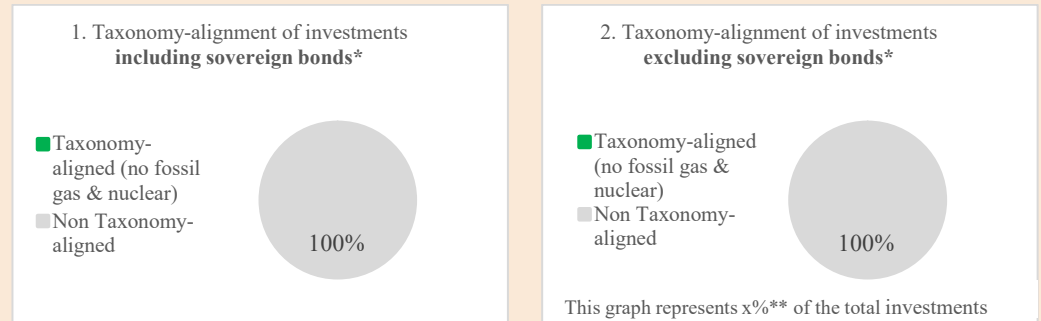 1. Taxonomy-alignment of investments
including sovereign bonds*
Taxonomy-
aligned (no fossil
gas & nuclear)
Non Taxonomy-
aligned
100%
2. Taxonomy-alignment of investments
excluding sovereign bonds*
Taxonomy-aligned
(no fossil gas &
nuclear)
Non Taxonomy-
aligned
100%
This graph represents x%** of the total investments